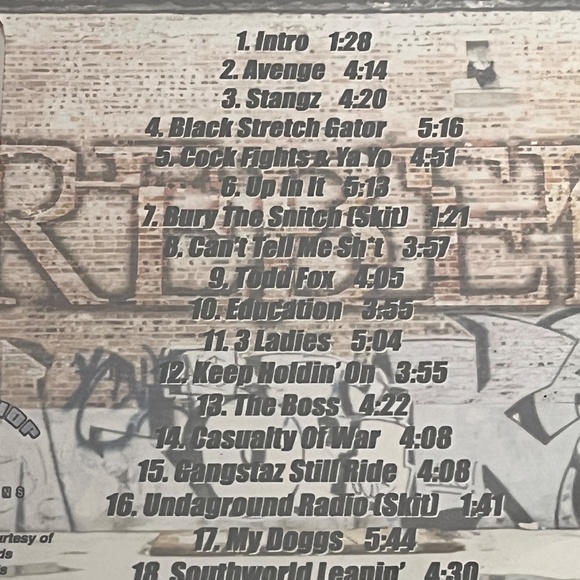 1. Intro 1:28
2. Avenge 4:14
3. Stangz 4:20
4. Black Stretch Gator 5:16
5. Cock Fights & Ya Yo 4:51
6. Up In It 5:13
7. Bury The Snitch (Skit) 1:21
8. Can't Tell Me Sh*t 3:57
9. Todd Fox 4:05
10. Education 3:55
11. 3 Ladies 5:04
12. Keep Holdin' On 3:55
13. The Boss 4:22
14. Casualty Of War 4:08
15. Gangstaz Still Ride 4:08
16. Undaground Radio (Skit) 1:41
17. My Doggs 5:44
18. Southworld Leanin' 4:30
N S
urtesy of
ds